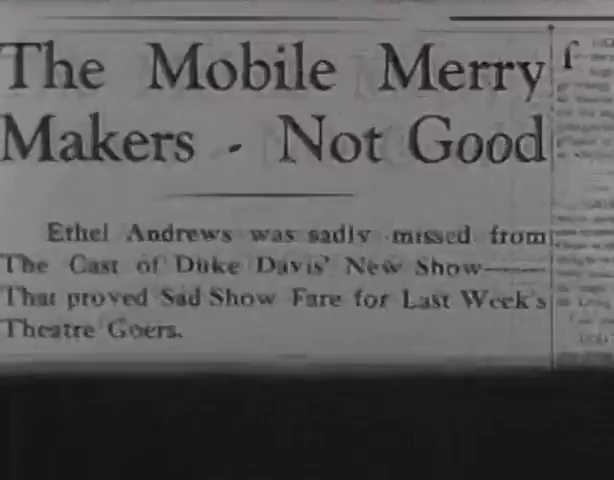 The Mobile Merry
Makers - Not Good
Ethel Andrews was sadly missed from
The Cast of Duke Davis' New Show——
That proved Sad Show Fare for Last Week's
Theatre Goers.